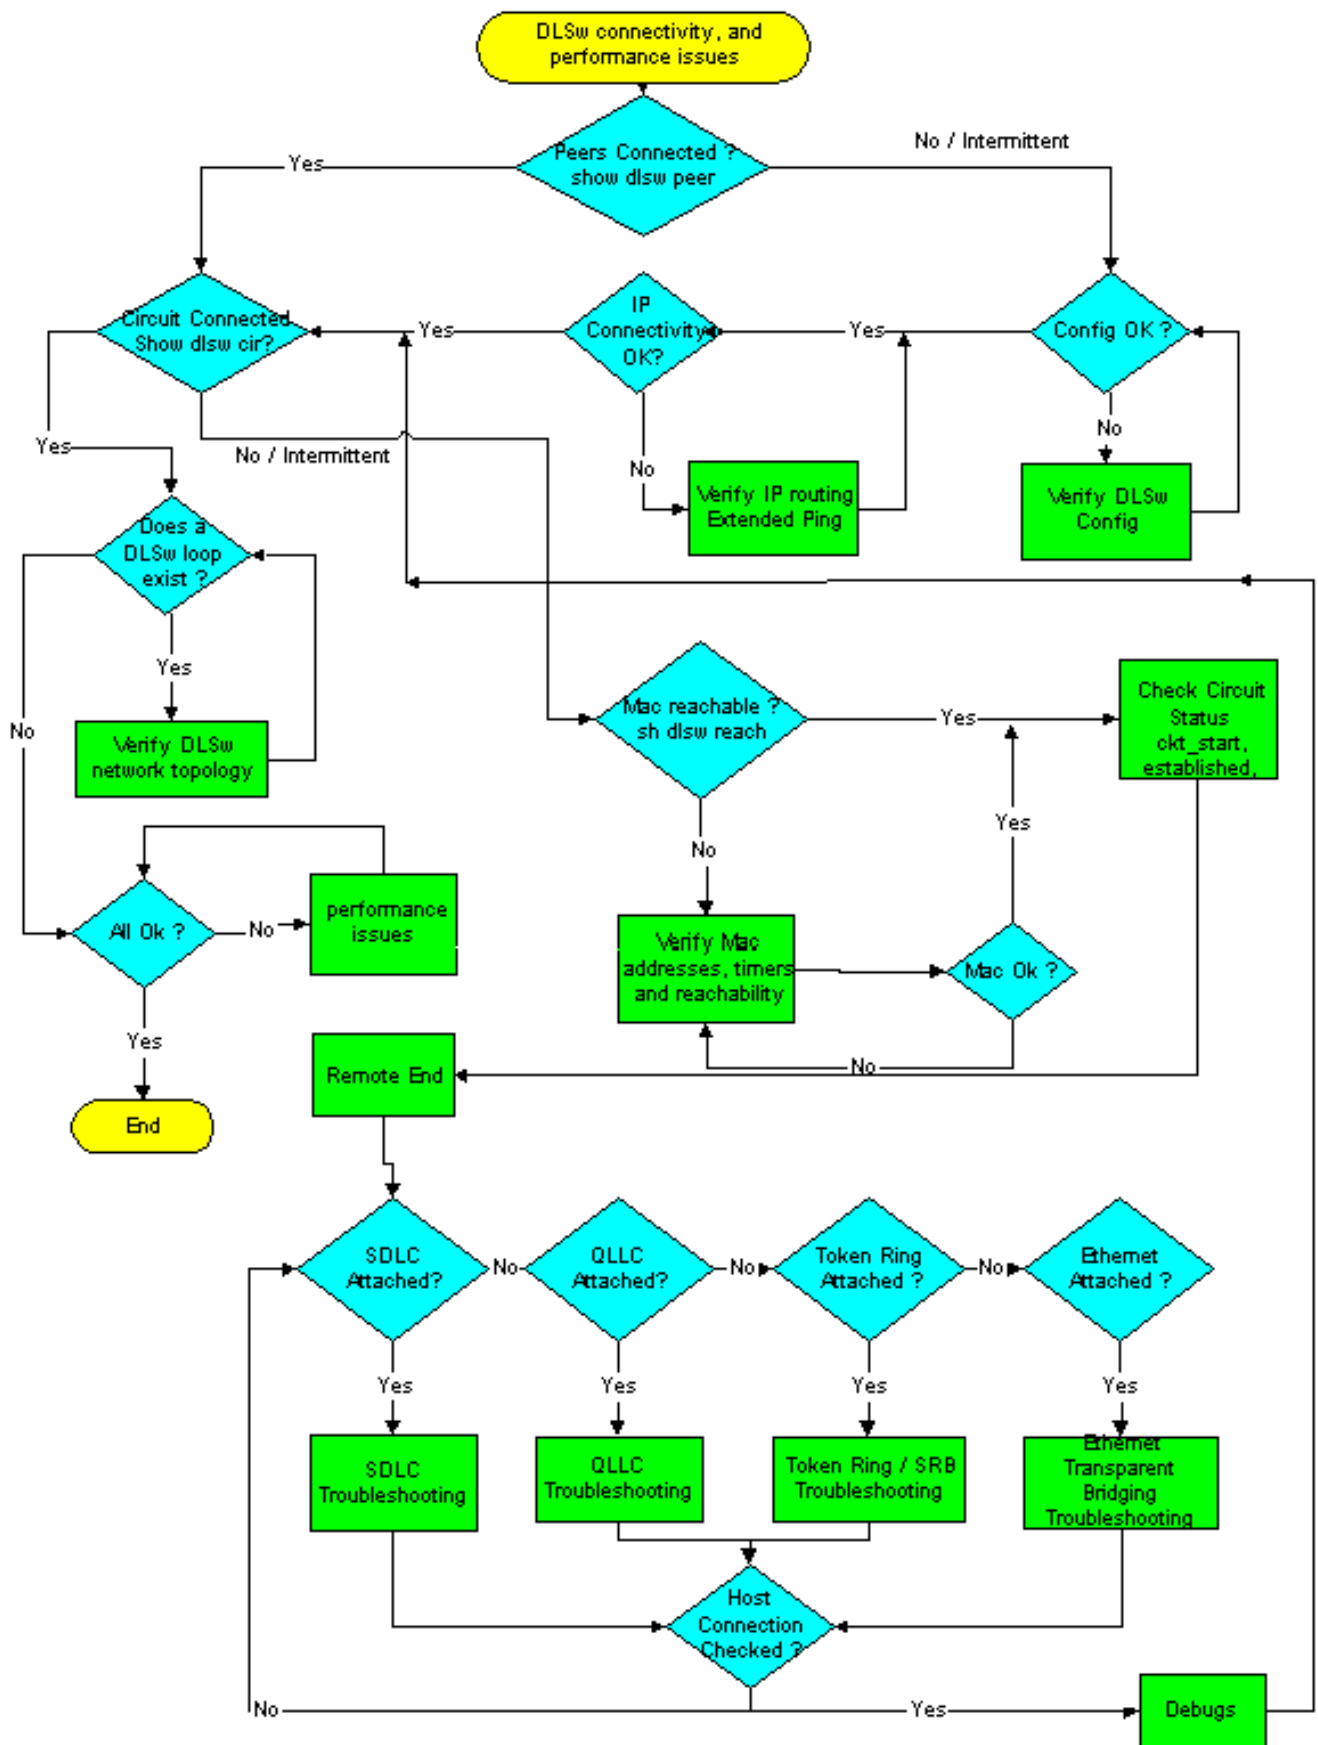 DLSw connectivity, and
performance issues
Peers Connected ?
show dlsw peer
Yes
No / Intermittent
Circuit Connected
Show dlsw cir?
Yes
IP
Connectivity
OK?
Yes
Config OK ?
Yes
No / Intermittent
No
Verify IP routing
Extended Ping
No
Verify DLSw
Config
Does a
DLSw loop
exist ?
Yes
No
Verify DLSw
network topology
Mac reachable ?
sh dlsw reach
Yes
Check Circuit
Status
ckt_start,
established,
No
Yes
performance
issues
All Ok ?
No
Verify Mac
addresses, timers
and reachability
Mac Ok ?
Yes
No
Remote End
End
SDLC
Attached?
No
QLLC
Attached?
No
Token Ring
Attached ?
No
Ethernet
Attached ?
Yes
Yes
Yes
Yes
SDLC
Troubleshooting
QLLC
Troubleshooting
Token Ring / SRB
Troubleshooting
Ethernet
Transparent
Bridging
Troubleshooting
Host
Connection
Checked ?
No
Yes
Debugs